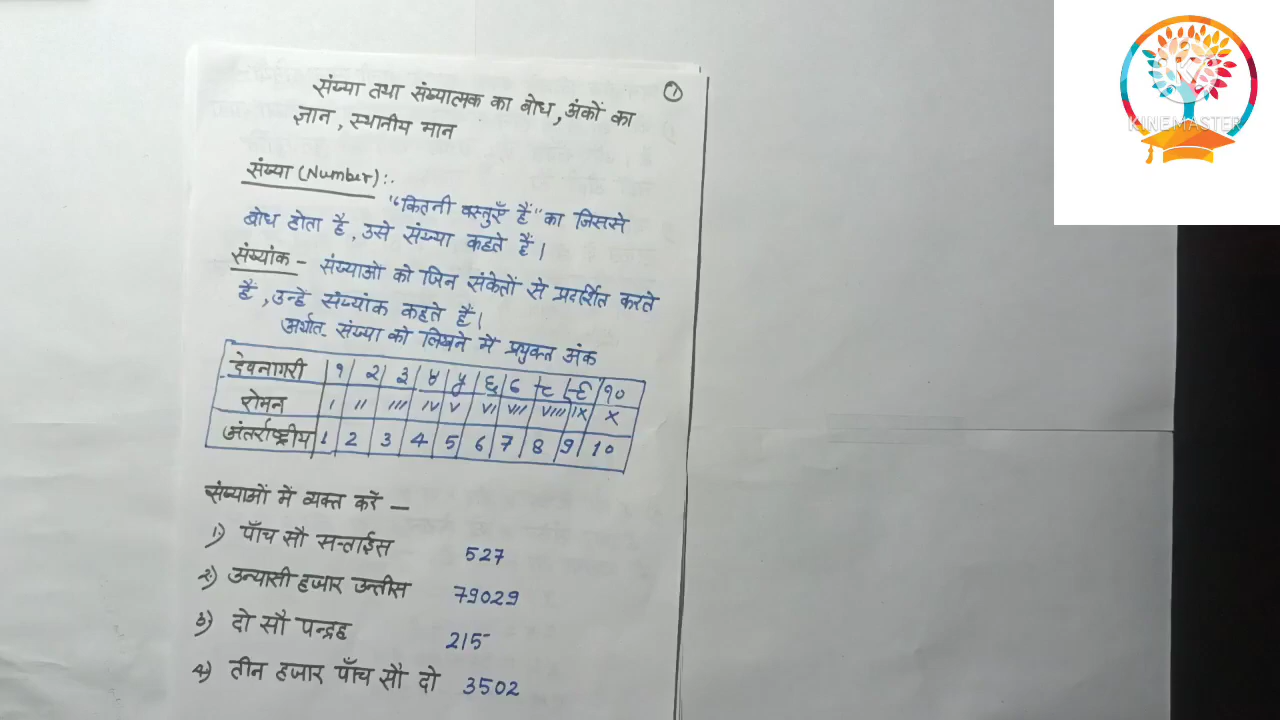 ①
संख्या तथा संख्यात्मक का बोध, अंकों का
ज्ञान, स्थानीय मान
संख्या (Number):-
"कितनी वस्तुएँ हैं" का जिससे
बोध होता है, उसे संख्या कहते हैं।
संख्यांक - संख्याओं को जिन संकेतों से प्रदर्शित करते
हैं, उन्हें संख्यांक कहते हैं।
अर्थात संख्या को लिखने में प्रयुक्त अंक
देवनागरी १ २ ३ ४ ५ ६ ७ ८ ९ १०
रोमन I II III IV V VI VII VIII IX X
अंतर्राष्ट्रीय 1 2 3 4 5 6 7 8 9 10
संख्याओं में व्यक्त करें —
1) पाँच सौ सत्ताईस 527
2) उन्यासी हजार उन्तीस 79029
3) दो सौ पन्द्रह 215
4) तीन हजार पाँच सौ दो 3502
KINEMASTER